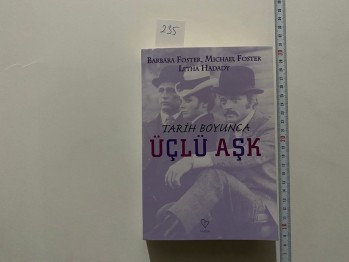 235
BARBARA FOSTER, MICHAEL FOSTER
LETHA HADADY
TARİH BOYUNCA
ÜÇLÜ AŞK